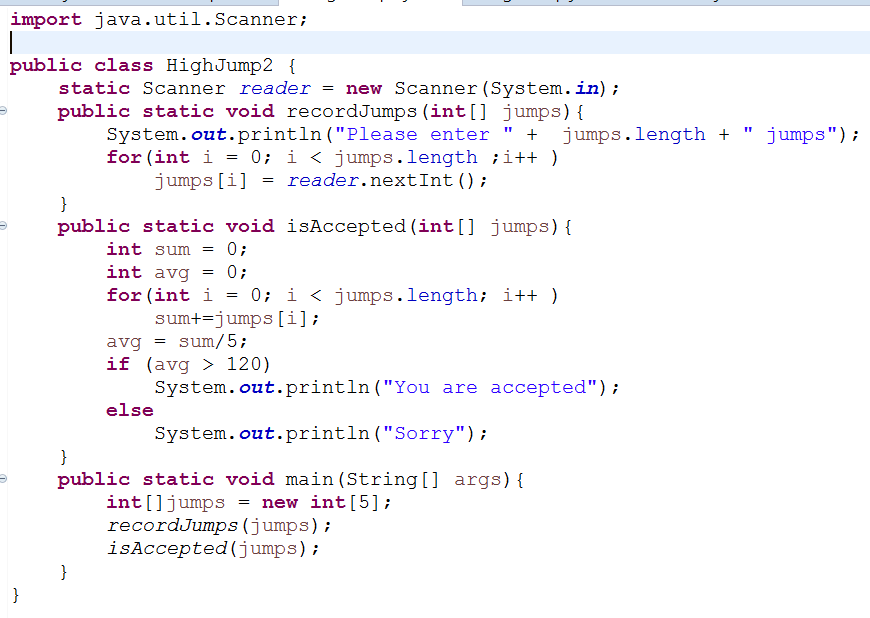 import java.util.Scanner;
public class HighJump2 {
static Scanner reader = new Scanner(System.in);
public static void recordJumps(int[] jumps){
System.out.println("Please enter " +  jumps.length + " jumps");
for(int i = 0; i < jumps.length ;i++ )
jumps[i] = reader.nextInt();
}
public static void isAccepted(int[] jumps){
int sum = 0;
int avg = 0;
for(int i = 0; i < jumps.length; i++ )
sum+=jumps[i];
avg = sum/5;
if (avg > 120)
System.out.println("You are accepted");
else
System.out.println("Sorry");
}
public static void main(String[] args){
int[]jumps = new int[5];
recordJumps(jumps);
isAccepted(jumps);
}
}